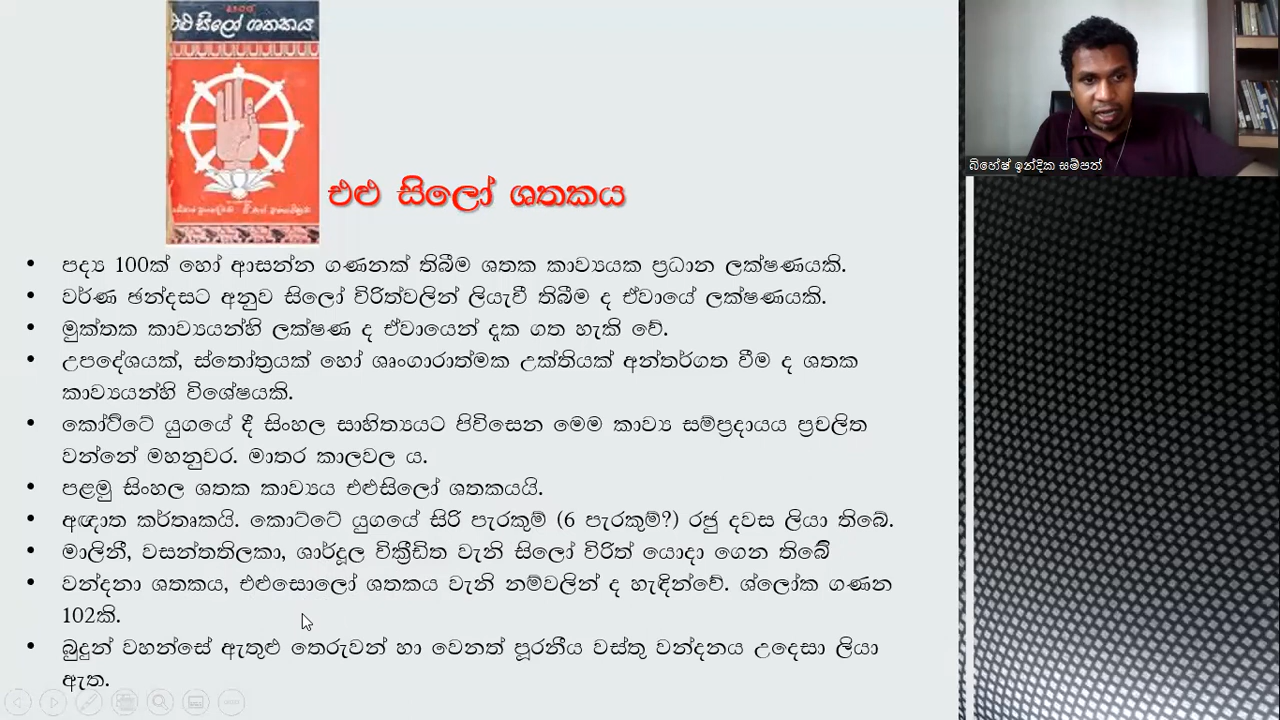 එළු සිලෝ ශතකය
බිහේෂ් ඉන්දික සම්පත්
එළු සිලෝ ශතකය
• පද්‍ය 100ක් හෝ ආසන්න ගණනක් තිබීම ශතක කාව්‍යයක ප්‍රධාන ලක්ෂණයකි.
• වර්ණ ඡන්දසට අනුව සිලෝ විරිත්වලින් ලියැවී තිබීම ද ඒවායේ ලක්ෂණයකි.
• මුක්තක කාව්‍යයන්හි ලක්ෂණ ද ඒවායෙන් දැක ගත හැකි වේ.
• උපදේශයක්, ස්තෝත්‍රයක් හෝ ශෘංගාරාත්මක උක්තියක් අන්තර්ගත වීම ද ශතක
කාව්‍යයන්හි විශේෂයකි.
• කෝට්ටේ යුගයේ දී සිංහල සාහිත්‍යයට පිවිසෙන මෙම කාව්‍ය සම්ප්‍රදායය ප්‍රචලිත
වන්නේ මහනුවර. මාතර කාලවල ය.
• පළමු සිංහල ශතක කාව්‍යය එළුසිලෝ ශතකයයි.
• අඥාත කර්තෘකයි. කොට්ටේ යුගයේ සිරි පැරකුම් (6 පැරකුම්?) රජු දවස ලියා තිබේ.
• මාලිනී, වසන්තතිලකා, ශාර්දූල වික්‍රීඩිත වැනි සිලෝ විරිත් යොදා ගෙන තිබේ
• වන්දනා ශතකය, එළුසොලෝ ශතකය වැනි නම්වලින් ද හැඳින්වේ. ශ්ලෝක ගණන
102කි.
• බුදුන් වහන්සේ ඇතුළු තෙරුවන් හා වෙනත් පූරනීය වස්තු වන්දනය උදෙසා ලියා
ඇත.